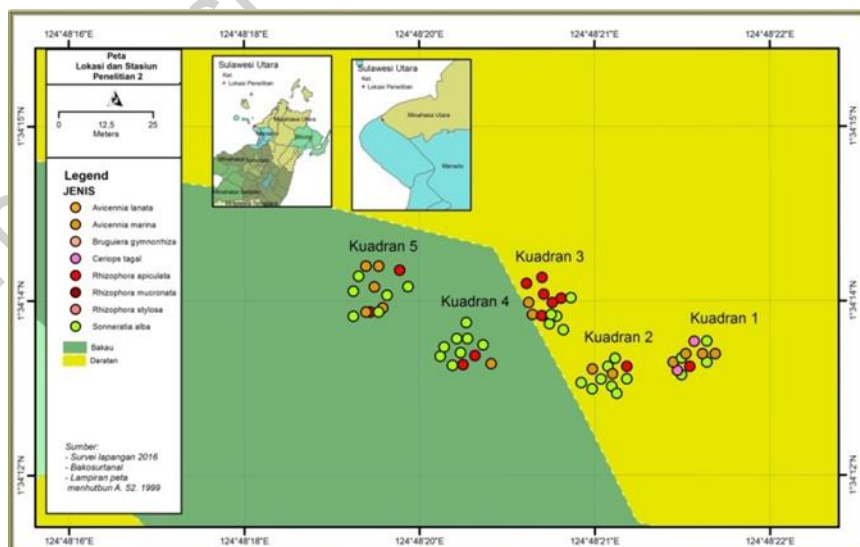 124°48'16"E
124°48'18"E
124°48'20"E
124°48'21"E
124°48'22"E
Peta
Lokasi dan Stasiun
Penelitian 2
0 12,5 25
Meters
Legend
JENIS
Avicennia lanata
Avicennia marina
Bruguiera gymnorrhiza
Ceriops tagal
Rhizophora apiculata
Rhizophora mucronata
Rhizophora stylosa
Sonneratia alba
Bakau
Daratan
Sumber:
- Survei lapangan 2016
- Bakosurtanal
- Lampiran peta
menhutbun A. 52. 1999
Sulawesi Utara
Ket
Lokasi Penelitian
Minahasa Utara
Sulawesi Utara
Ket
Lokasi Penelitian
Minahasa Utara
Manado
Kuadran 5
Kuadran 4
Kuadran 3
Kuadran 2
Kuadran 1
1°34'15"N
1°34'14"N
1°34'12"N
1°34'15"N
1°34'14"N
1°34'12"N
124°48'16"E
124°48'18"E
124°48'20"E
124°48'21"E
124°48'22"E